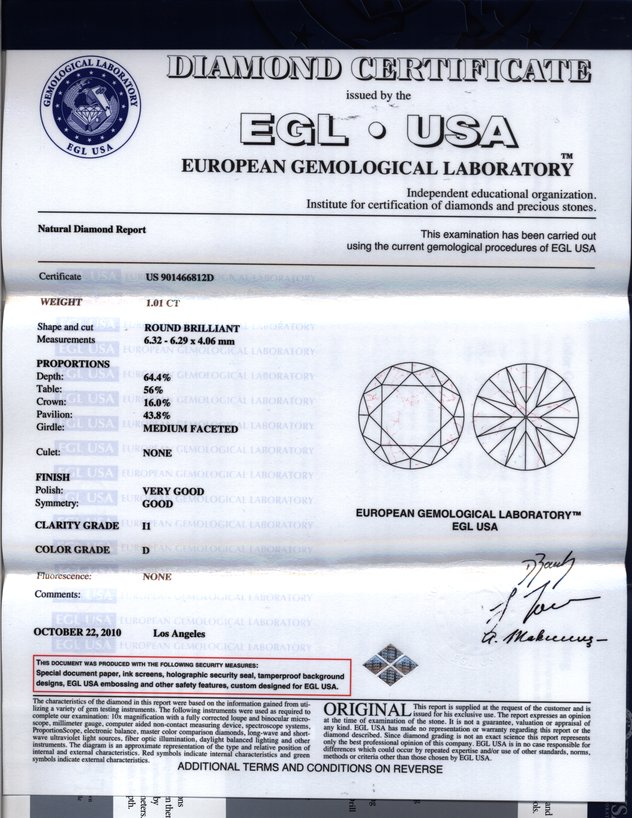 GEMOLOGICAL LABORATORY
EGL USA
DIAMOND CERTIFICATE
issued by the
EGL • USA
EUROPEAN GEMOLOGICAL LABORATORY™
Independent educational organization.
Institute for certification of diamonds and precious stones.
Natural Diamond Report
This examination has been carried out
using the current gemological procedures of EGL USA
Certificate US 901466812D
WEIGHT 1.01 CT
Shape and cut ROUND BRILLIANT
Measurements 6.32 - 6.29 x 4.06 mm
PROPORTIONS
Depth: 64.4%
Table: 56%
Crown: 16.0%
Pavilion: 43.8%
Girdle: MEDIUM FACETED
Culet: NONE
FINISH
Polish: VERY GOOD
Symmetry: GOOD
CLARITY GRADE I1
COLOR GRADE D
Fluorescence: NONE
Comments:
EUROPEAN GEMOLOGICAL LABORATORY™
EGL USA
OCTOBER 22, 2010 Los Angeles
THIS DOCUMENT WAS PRODUCED WITH THE FOLLOWING SECURITY MEASURES:
Special document paper, ink screens, holographic security seal, tamperproof background
designs, EGL USA embossing and other safety features, custom designed for EGL USA.
The characteristics of the diamond in this report were based on the information gained from uti-
lizing a variety of gem testing instruments. The following instruments were used as required to
complete our examination: 10x magnification with a fully corrected loupe and binocular micro-
scope, millimeter gauge, computer aided non-contact measuring device, spectroscope systems,
ProportionScope, electronic balance, master color comparison diamonds, long-wave and short-
wave ultraviolet light sources, fiber optic illumination, daylight balanced lighting and other
instruments. The diagram is an approximate representation of the type and relative position of
internal and external characteristics. Red symbols indicate internal characteristics and green
symbols indicate external characteristics.
ORIGINAL This report is supplied at the request of the customer and is
issued for his exclusive use. The report expresses an opinion
at the time of examination of the stone. It is not a guarantee, valuation or appraisal of
any kind. EGL USA has made no representation or warranty regarding this report or the
diamond described. Since diamond grading is not an exact science this report represents
only the best professional opinion of this company. EGL USA is in no case responsible for
differences which could occur by repeated expertise and/or use of other standards, norms,
methods or criteria other than those chosen by EGL USA.
ADDITIONAL TERMS AND CONDITIONS ON REVERSE